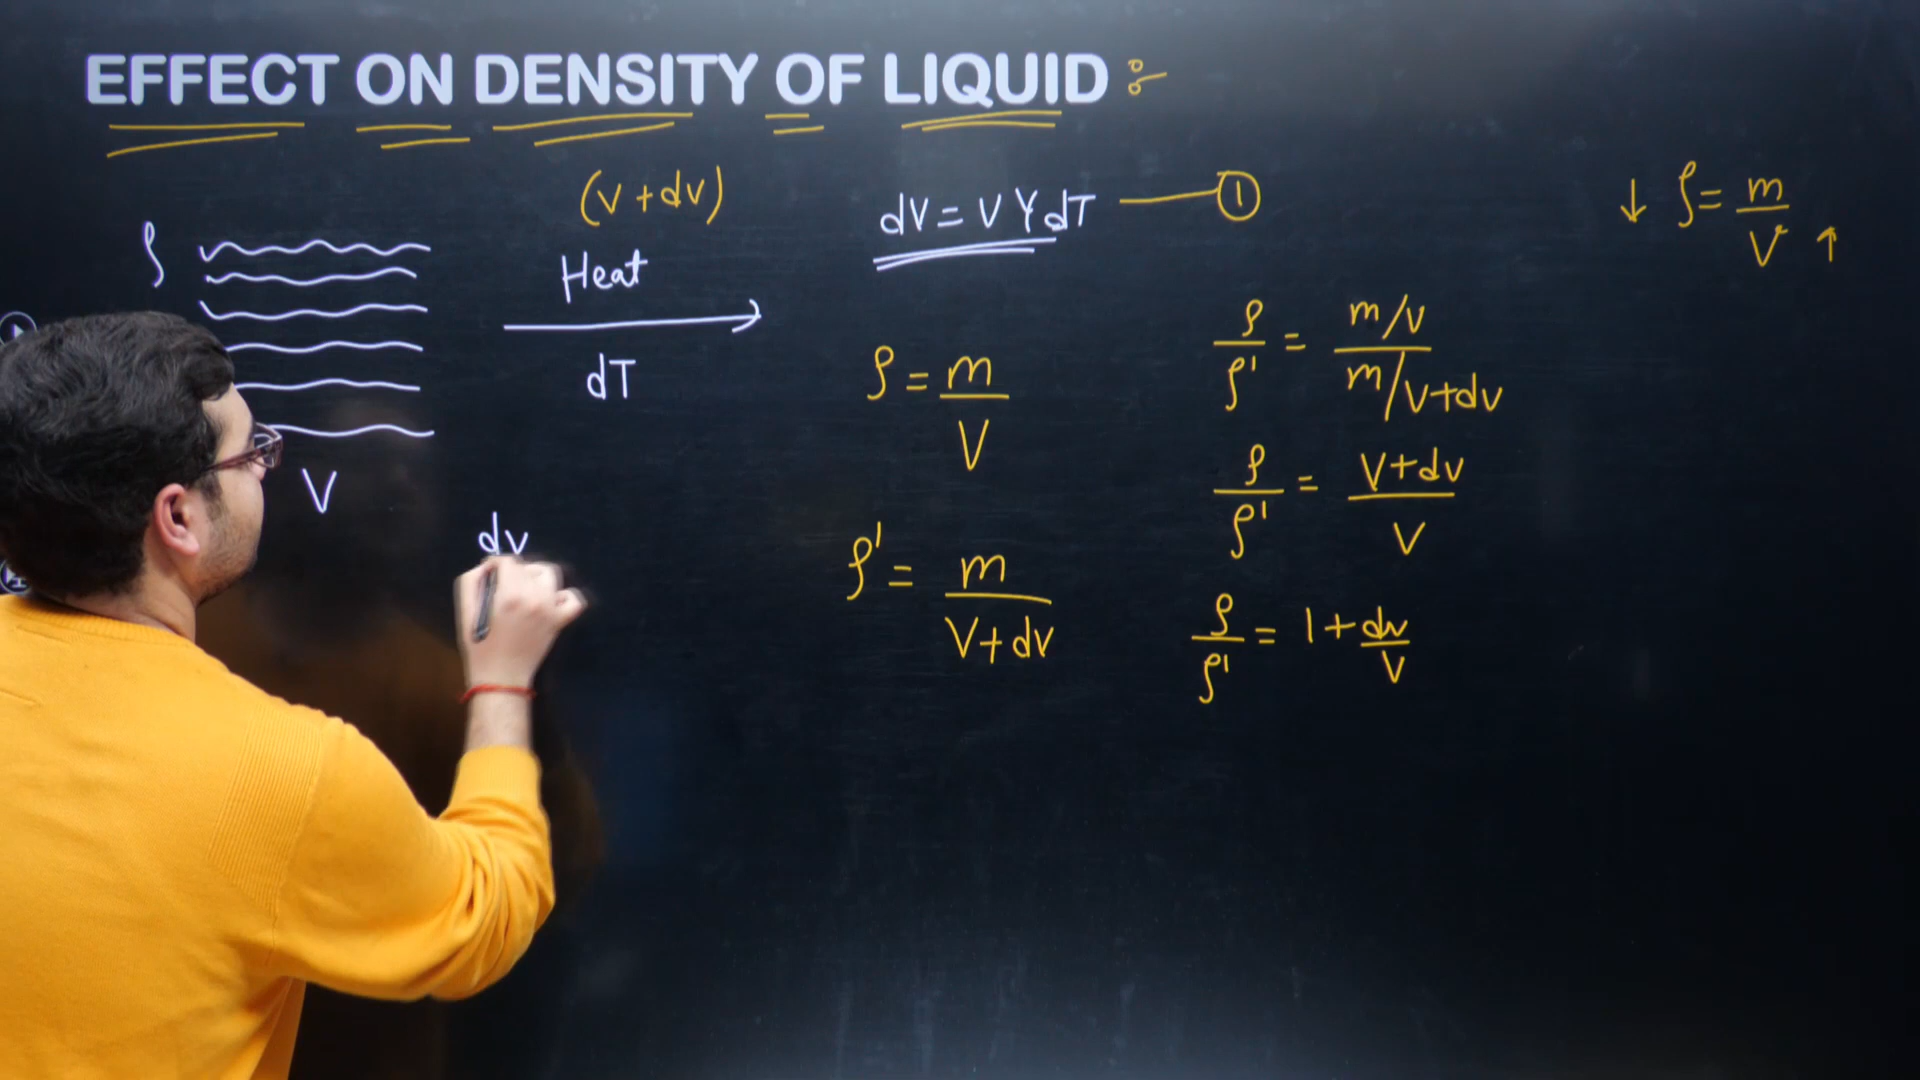 EFFECT ON DENSITY OF LIQUID :-
(V + dv)
dV = V γ dT —— ①
↓ ρ = m/V ↑
ρ
Heat
dT
V
dv
ρ = m/V
ρ' = m/V+dv
ρ/ρ' = m/v / m/v+dv
ρ/ρ' = V+dv/V
ρ/ρ' = 1 + dv/V